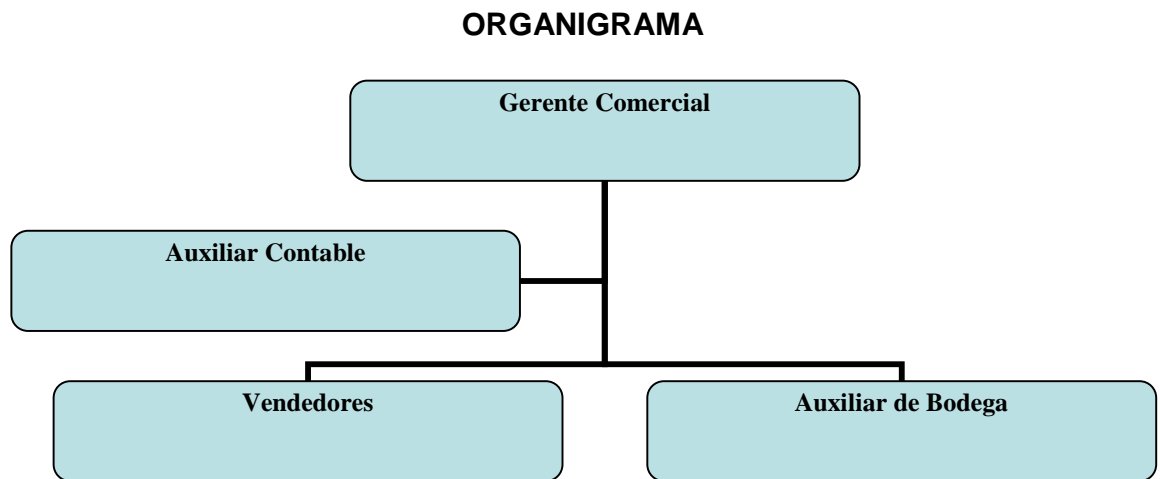 ORGANIGRAMA
Gerente Comercial
Auxiliar Contable
Vendedores
Auxiliar de Bodega